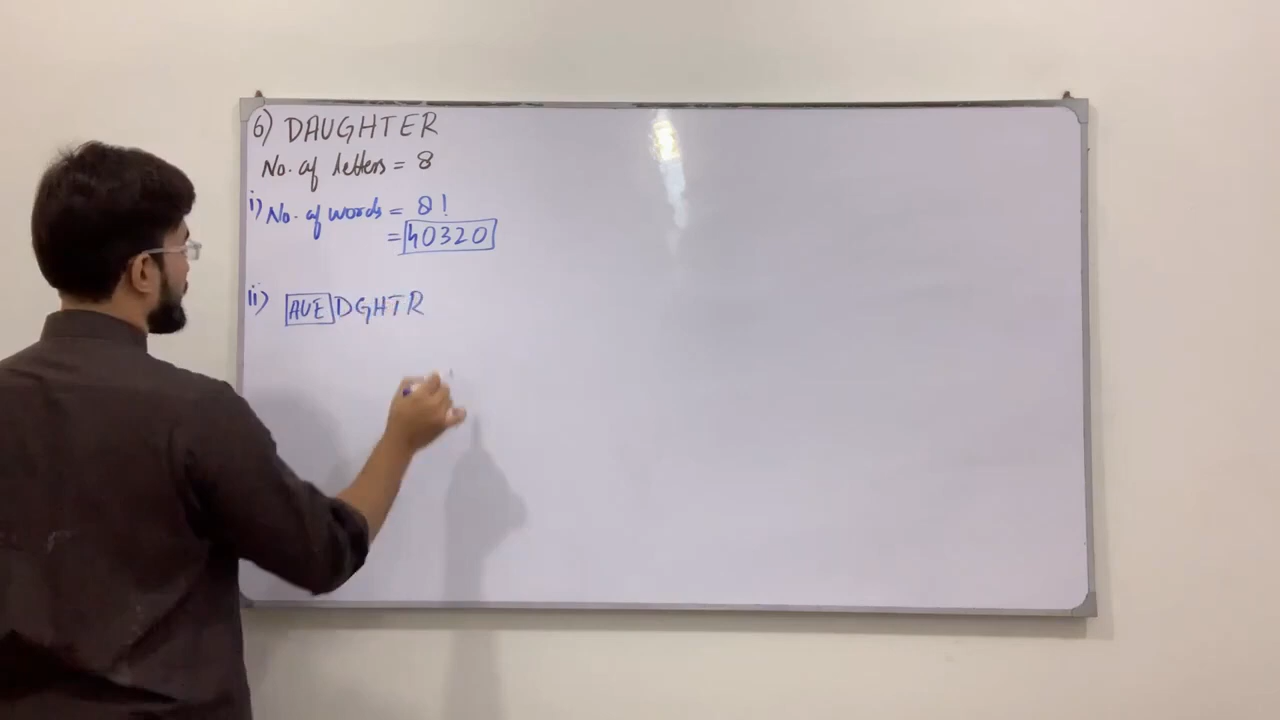 6) DAUGHTER
No. of letters = 8
i) No. of words = 8!
= 40320
ii) AUE DGHTR